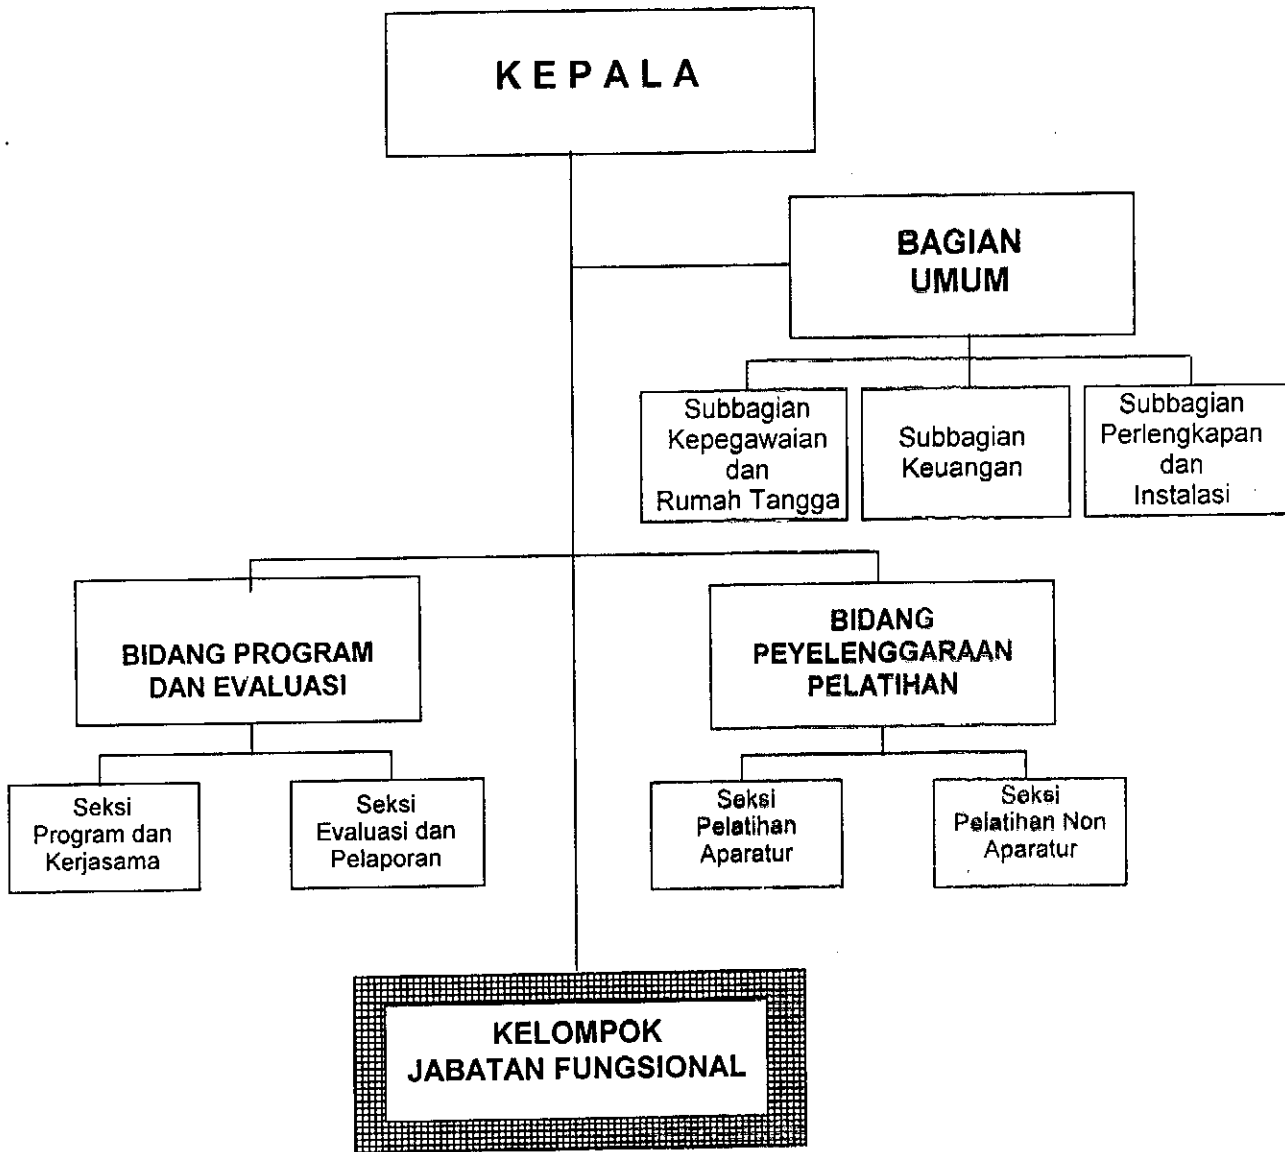 K E P A L A
BAGIAN
UMUM
Subbagian
Kepegawaian
dan
Rumah Tangga
Subbagian
Keuangan
Subbagian
Perlengkapan
dan
Instalasi
BIDANG PROGRAM
DAN EVALUASI
BIDANG
PEYELENGGARAAN
PELATIHAN
Seksi
Program dan
Kerjasama
Seksi
Evaluasi dan
Pelaporan
Seksi
Pelatihan
Aparatur
Seksi
Pelatihan Non
Aparatur
KELOMPOK
JABATAN FUNGSIONAL